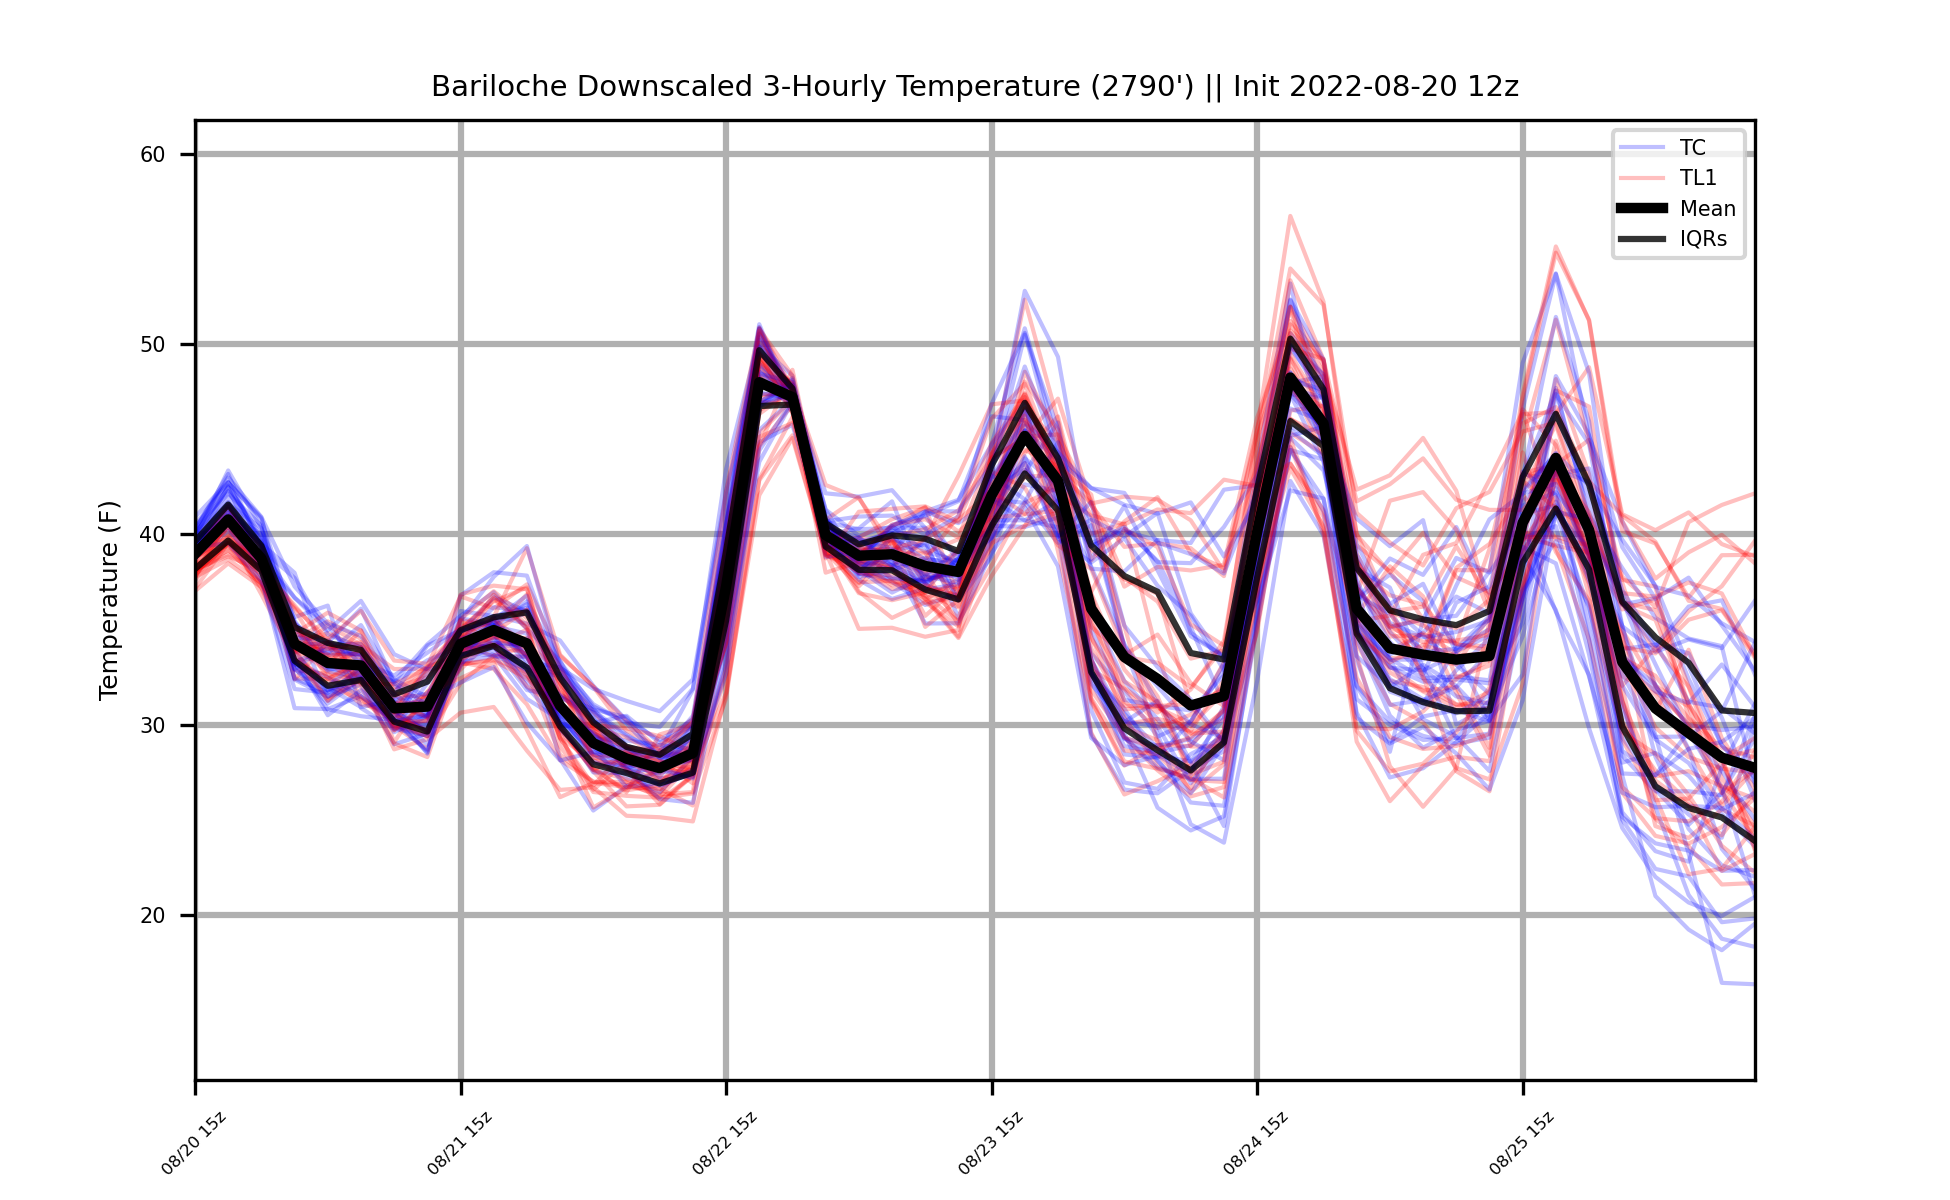 Bariloche Downscaled 3-Hourly Temperature (2790') || Init 2022-08-20 12z
TC
TL1
Mean
IQRs
Temperature (F)
60
50
40
30
20
08/20 15z
08/21 15z
08/22 15z
08/23 15z
08/24 15z
08/25 15z